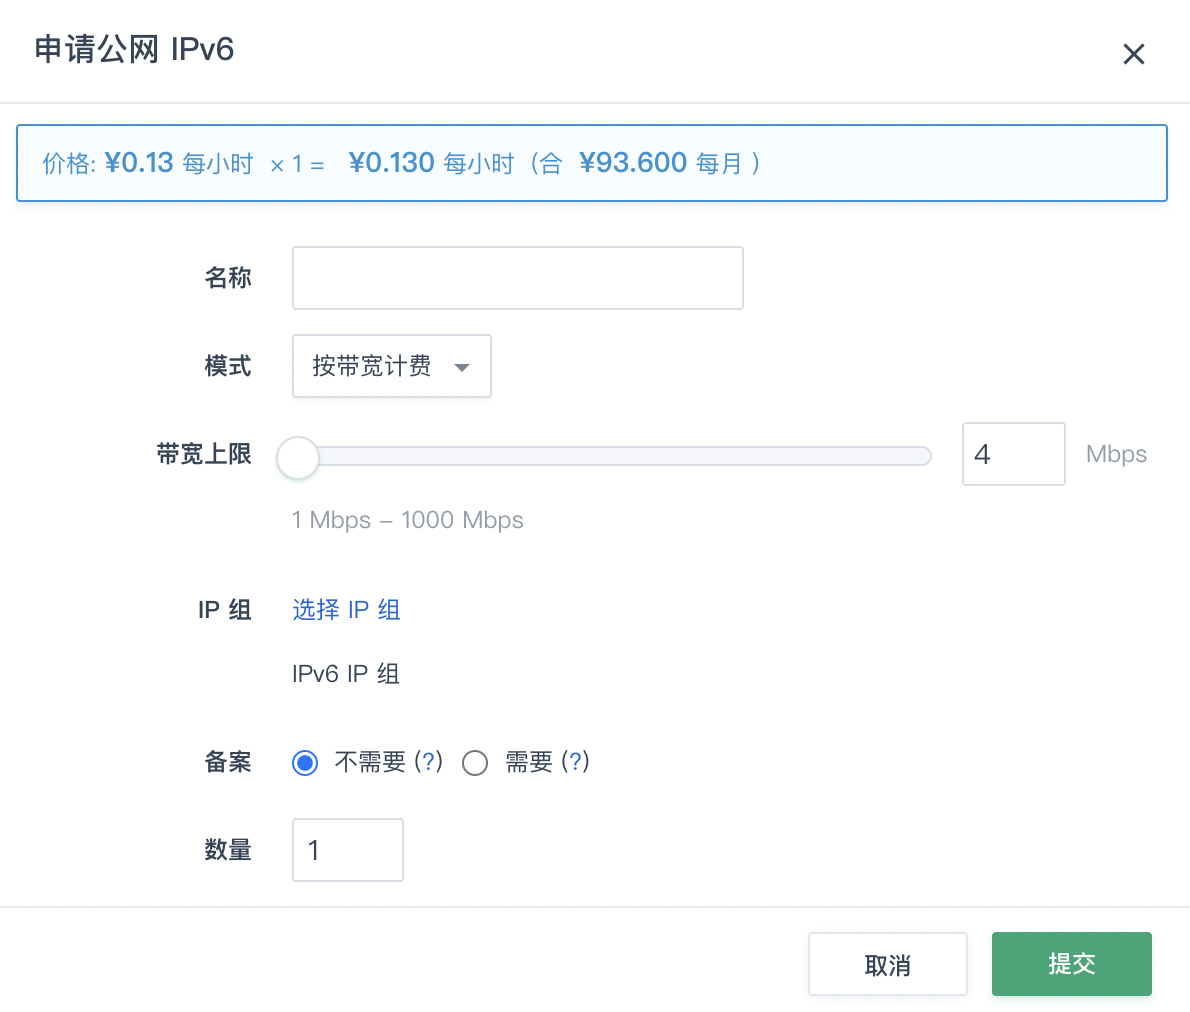 申请公网 IPv6
价格: ¥0.13 每小时 × 1 = ¥0.130 每小时（合 ¥93.600 每月 ）
名称
模式 按带宽计费
带宽上限 4 Mbps
1 Mbps – 1000 Mbps
IP 组 选择 IP 组
IPv6 IP 组
备案 不需要 (?) 需要 (?)
数量 1
取消 提交